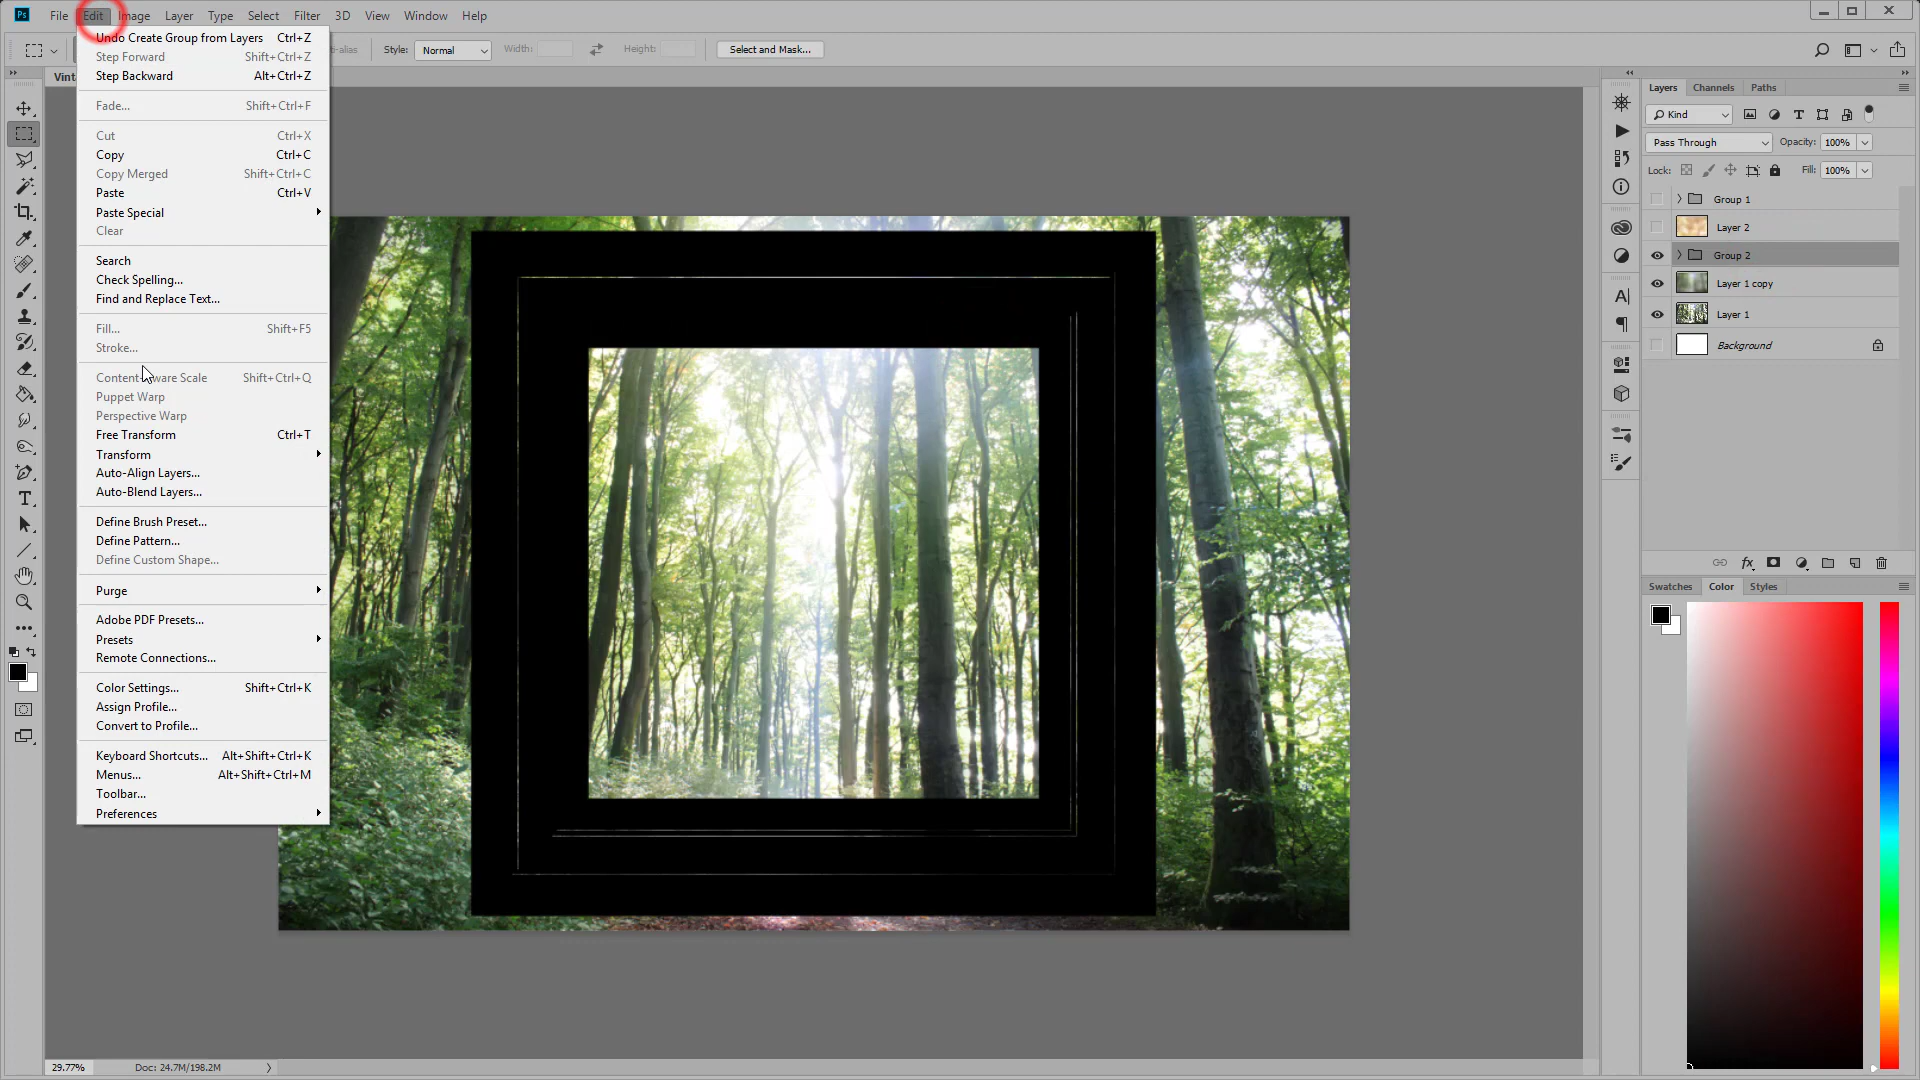 Ps File Edit Image Layer Type Select Filter 3D View Window Help
Style: Normal Width: Height: Select and Mask...
Undo Create Group from Layers Ctrl+Z
Step Forward Shift+Ctrl+Z
Step Backward Alt+Ctrl+Z
Fade... Shift+Ctrl+F
Cut Ctrl+X
Copy Ctrl+C
Copy Merged Shift+Ctrl+C
Paste Ctrl+V
Paste Special
Clear
Search
Check Spelling...
Find and Replace Text...
Fill... Shift+F5
Stroke...
Shift+Ctrl+Q
Puppet Warp
Perspective Warp
Free Transform Ctrl+T
Transform
Auto-Align Layers...
Auto-Blend Layers...
Define Brush Preset...
Define Pattern...
Define Custom Shape...
Purge
Adobe PDF Presets...
Presets
Remote Connections...
Color Settings... Shift+Ctrl+K
Assign Profile...
Convert to Profile...
Keyboard Shortcuts... Alt+Shift+Ctrl+K
Menus... Alt+Shift+Ctrl+M
Toolbar...
Preferences
29.77% Doc: 24.7M/198.2M
Layers Channels Paths
Kind
Pass Through Opacity: 100%
Lock: Fill: 100%
Group 1
Layer 2
Group 2
Layer 1 copy
Layer 1
Background
Swatches Color Styles